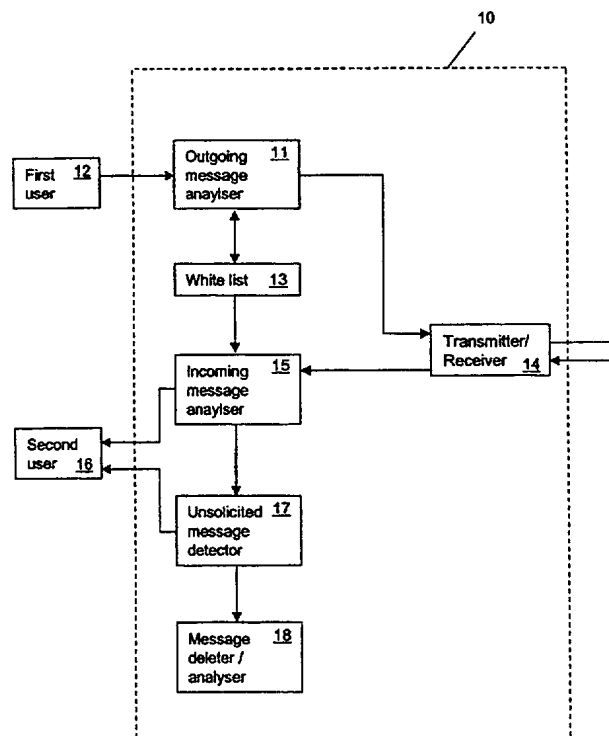 10
Outgoing 11
message
anaylser
First 12
user
White list 13
Transmitter/
Receiver 14
Incoming 15
message
anaylser
Second
user 16
Unsolicited 17
message
detector
Message 18
deleter /
analyser